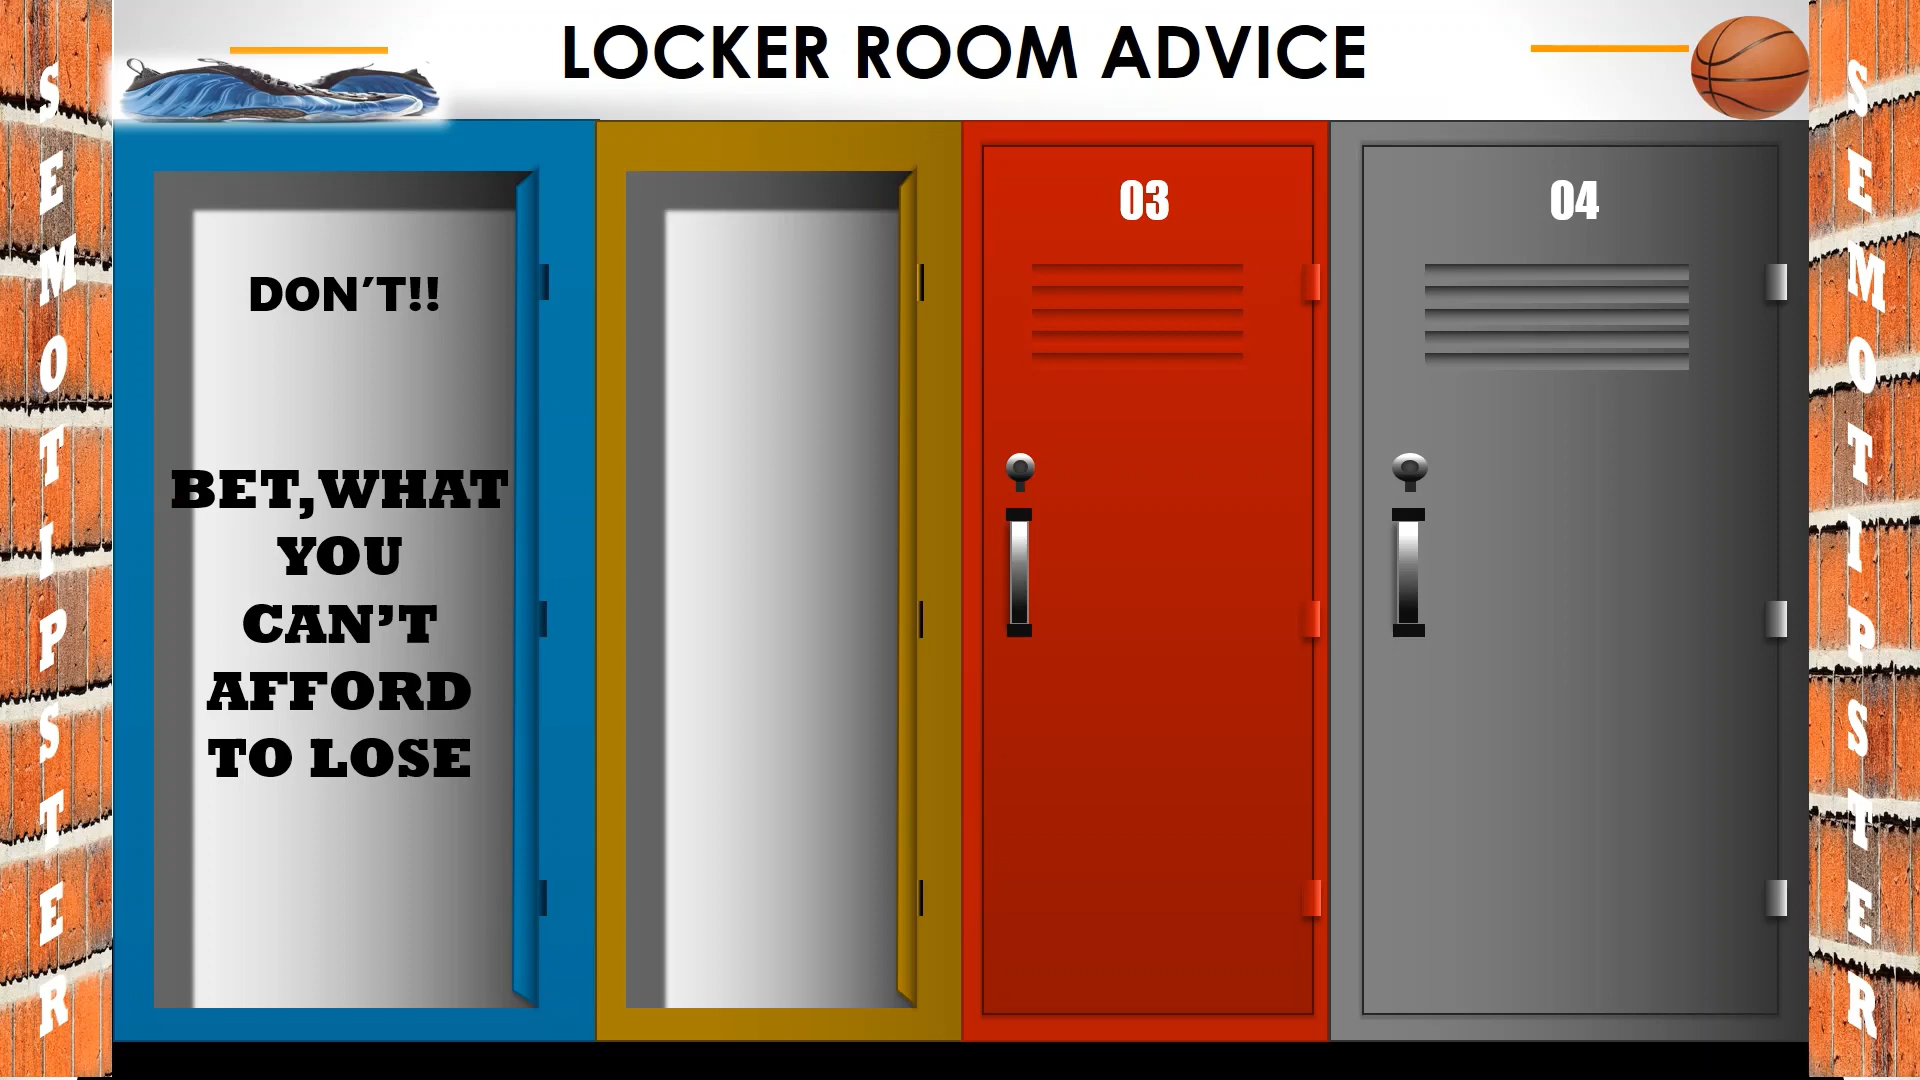 LOCKER ROOM ADVICE
SEMOTIPSTER
DON´T!!
BET,WHAT
YOU
CAN’T
AFFORD
TO LOSE
03
04
SEMOTIPSTER